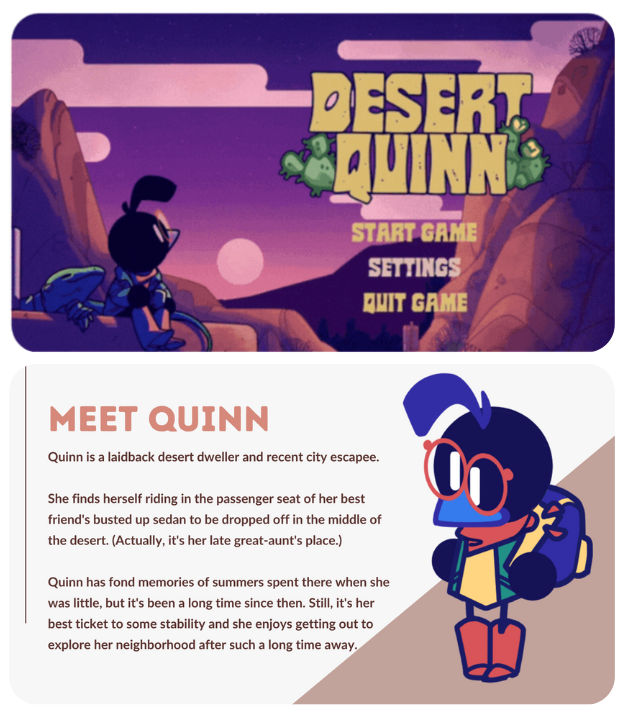 DESERT
QUINN
START GAME
SETTINGS
QUIT GAME
MEET QUINN
Quinn is a laidback desert dweller and recent city escapee.
She finds herself riding in the passenger seat of her best
friend's busted up sedan to be dropped off in the middle of
the desert. (Actually, it's her late great-aunt's place.)
Quinn has fond memories of summers spent there when she
was little, but it's been a long time since then. Still, it's her
best ticket to some stability and she enjoys getting out to
explore her neighborhood after such a long time away.